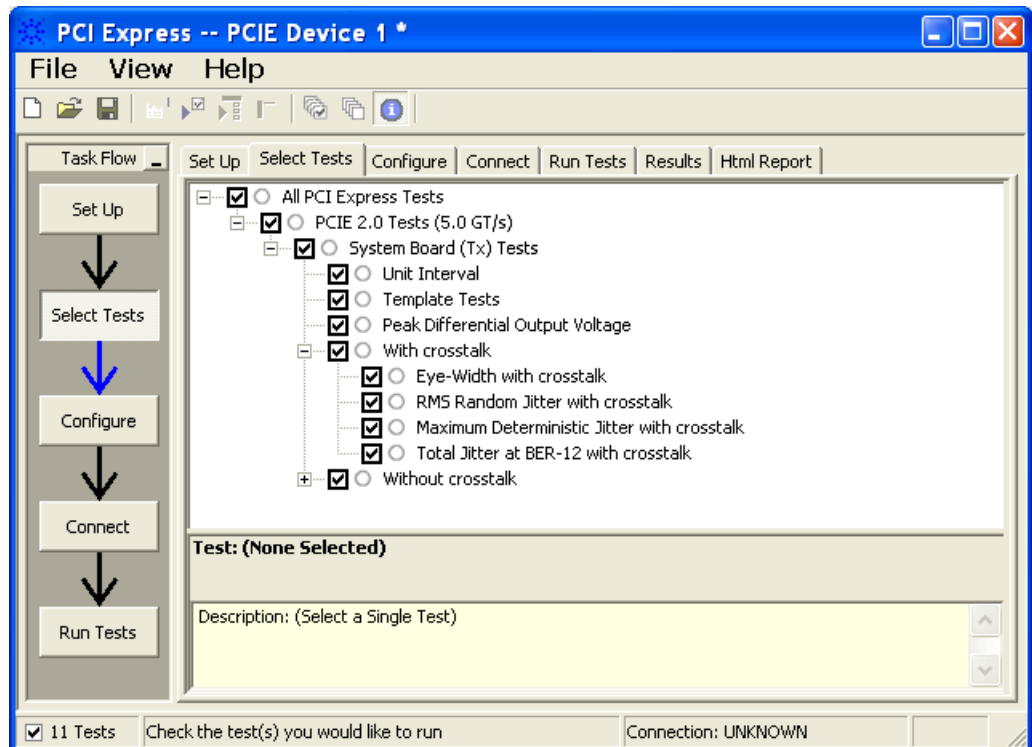 PCI Express -- PCIE Device 1 *
File View Help
Task Flow
Set Up
Select Tests
Configure
Connect
Run Tests
Set Up Select Tests Configure Connect Run Tests Results Html Report
All PCI Express Tests
PCIE 2.0 Tests (5.0 GT/s)
System Board (Tx) Tests
Unit Interval
Template Tests
Peak Differential Output Voltage
With crosstalk
Eye-Width with crosstalk
RMS Random Jitter with crosstalk
Maximum Deterministic Jitter with crosstalk
Total Jitter at BER-12 with crosstalk
Without crosstalk
Test: (None Selected)
Description: (Select a Single Test)
11 Tests Check the test(s) you would like to run Connection: UNKNOWN